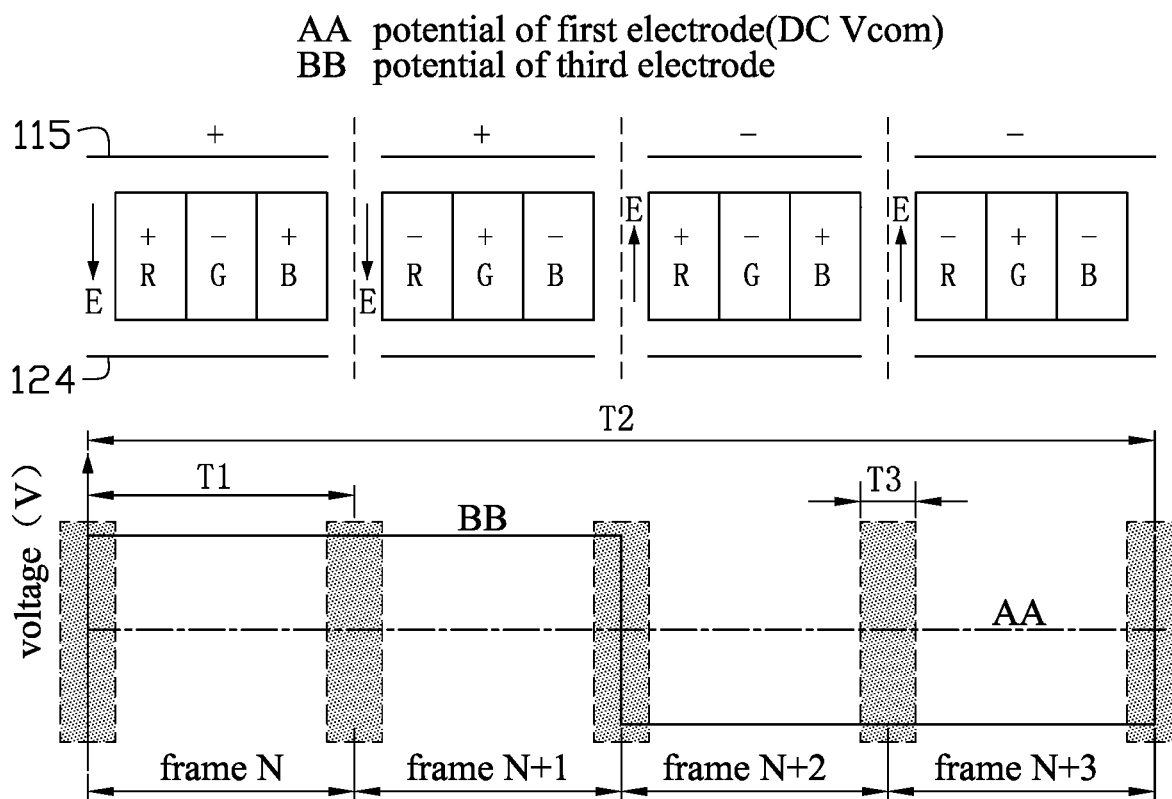 AA potential of first electrode(DC Vcom)
BB potential of third electrode
115 + + - -
E E
+ - + - + - + - + - + -
R G B R G B R G B R G B
E E
124
T2
T1 T3
voltage (V)
BB
AA
frame N frame N+1 frame N+2 frame N+3